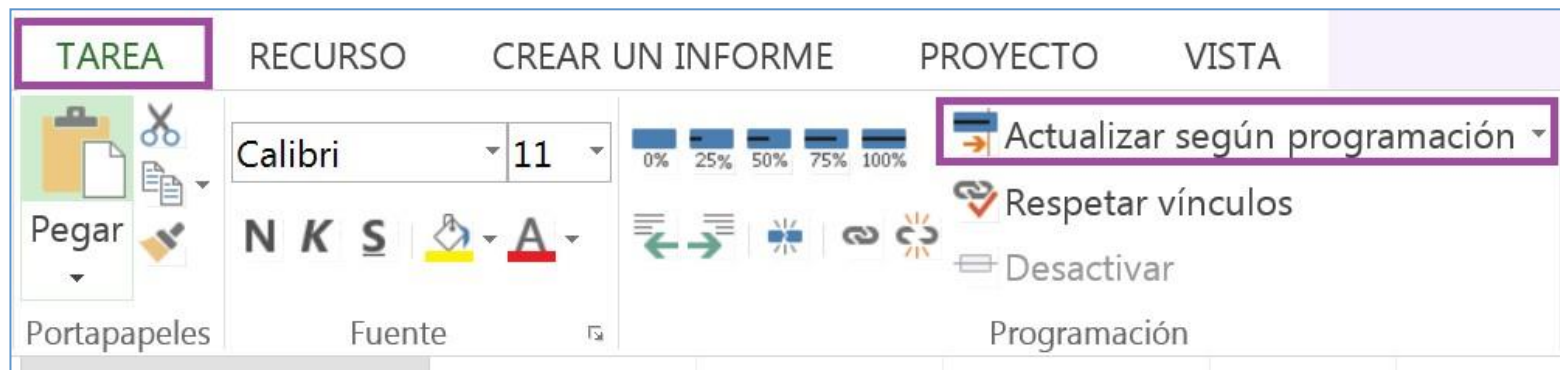 TAREA RECURSO CREAR UN INFORME PROYECTO VISTA
Pegar
Portapapeles
Calibri 11
N K S A
Fuente
0% 25% 50% 75% 100%
Actualizar según programación
Respetar vínculos
Desactivar
Programación